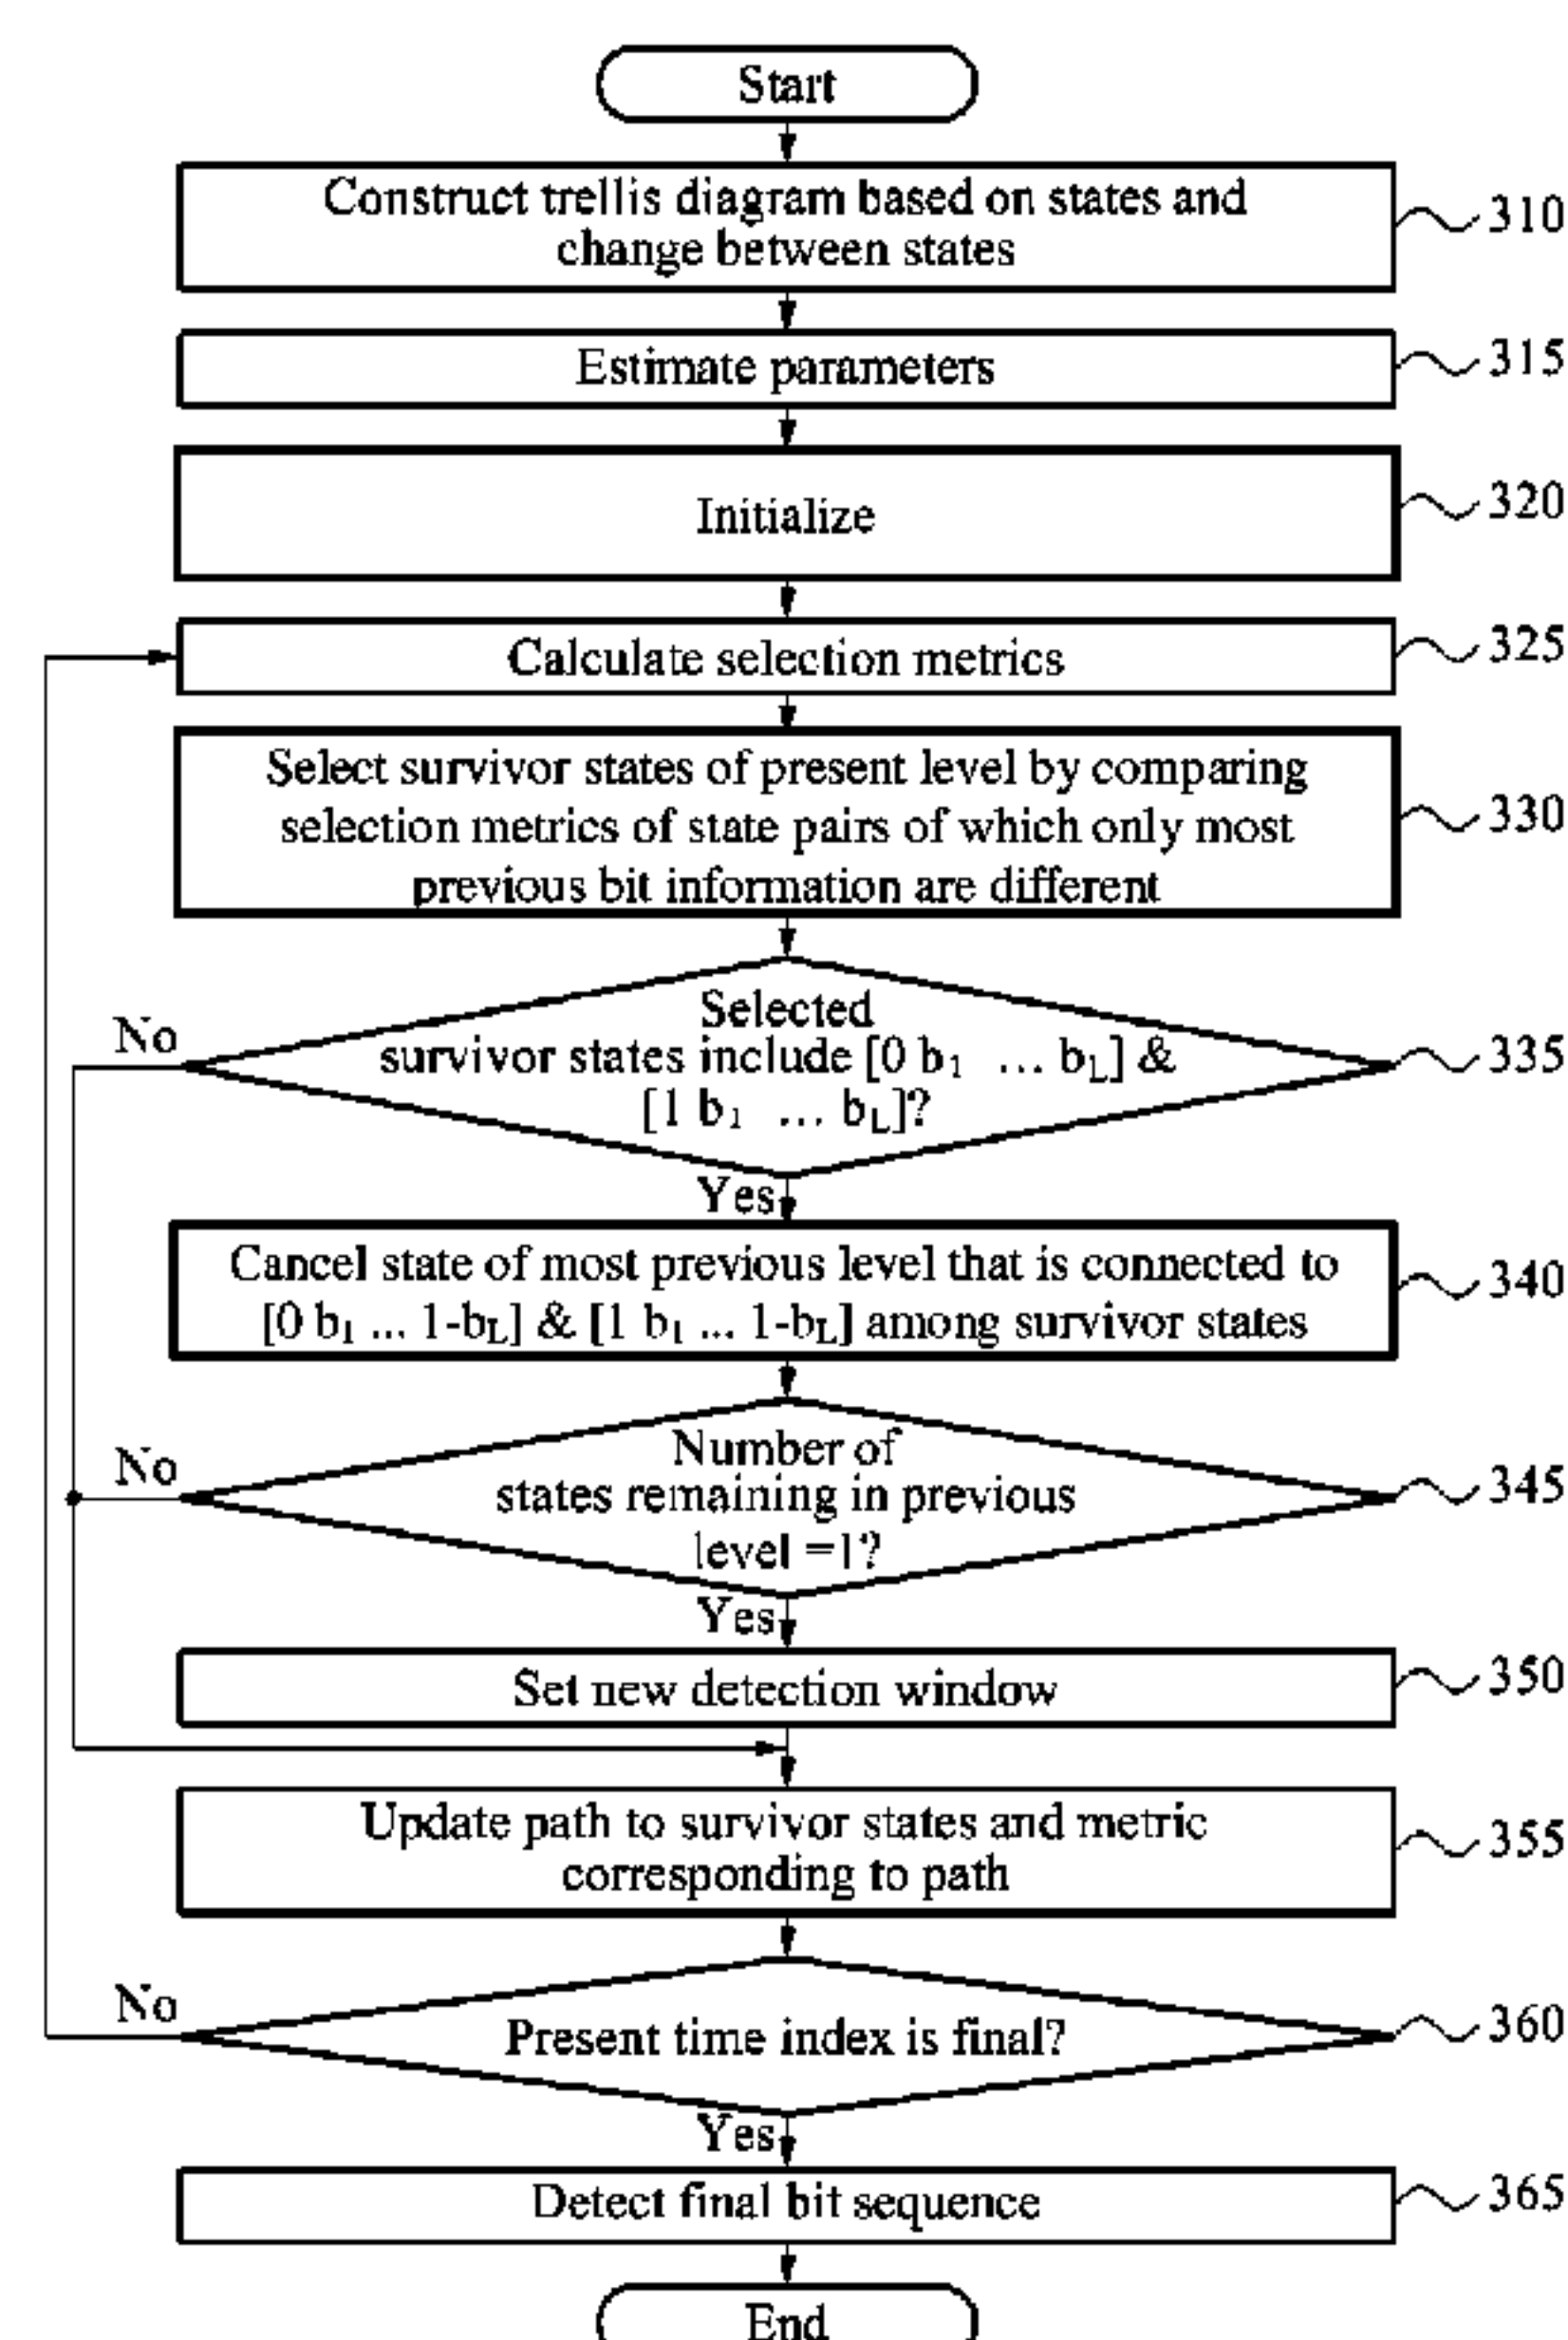 Start
Construct trellis diagram based on states and
change between states
310
Estimate parameters
315
Initialize
320
Calculate selection metrics
325
Select survivor states of present level by comparing
selection metrics of state pairs of which only most
previous bit information are different
330
Selected
survivor states include [0 b₁ ... b_L] &
[1 b₁ ... b_L]?
335
No
Yes
Cancel state of most previous level that is connected to
[0 b₁ ... 1-b_L] & [1 b₁ ... 1-b_L] among survivor states
340
Number of
states remaining in previous
level =1?
345
No
Yes
Set new detection window
350
Update path to survivor states and metric
corresponding to path
355
Present time index is final?
360
No
Yes
Detect final bit sequence
365
End